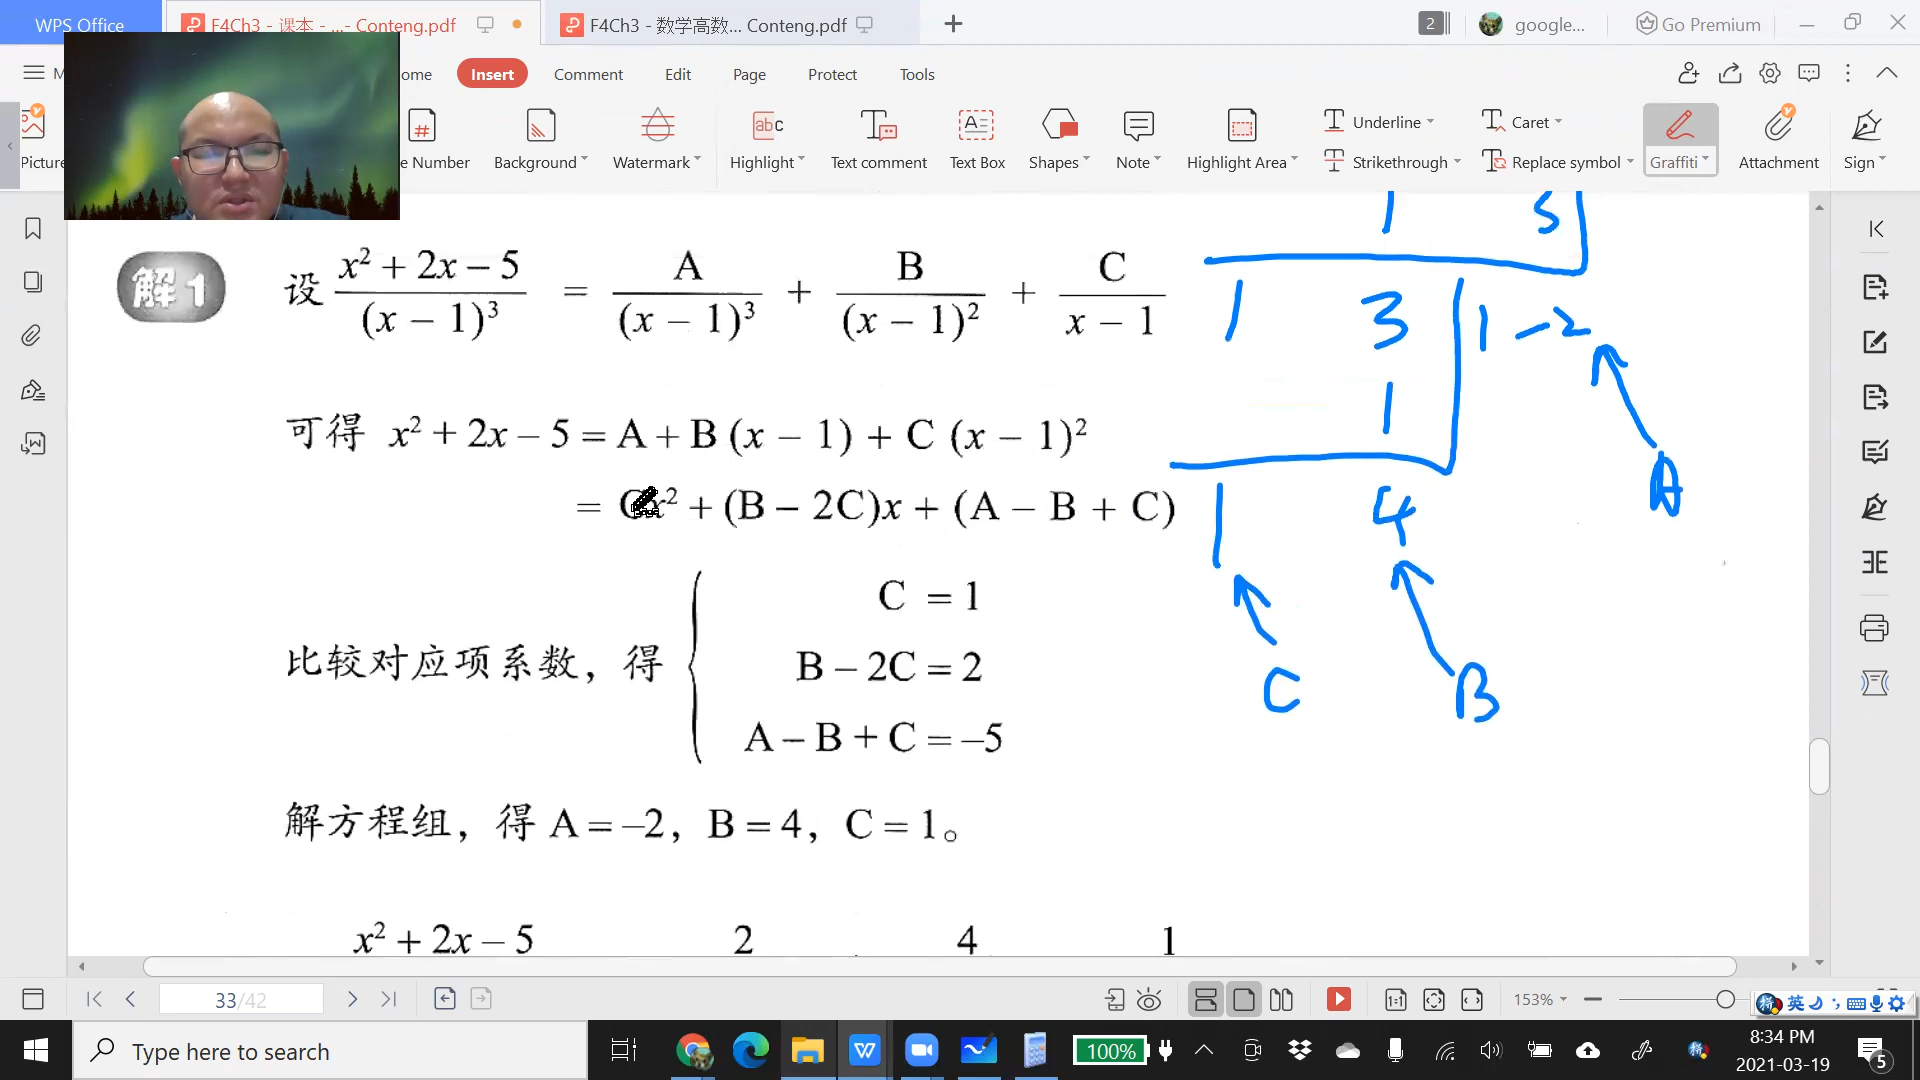 WPS Office
F4Ch3 - 课本 - ...- Conteng.pdf
F4Ch3 - 数学高数... Conteng.pdf
2
google...
Go Premium
Insert
Comment
Edit
Page
Protect
Tools
Picture
Background
Watermark
Highlight
Text comment
Text Box
Shapes
Note
Highlight Area
Underline
Strikethrough
Caret
Replace symbol
Graffiti
Attachment
Sign
解1
设 (x² + 2x – 5)/(x – 1)³ = A/(x – 1)³ + B/(x – 1)² + C/(x – 1)
可得 x² + 2x – 5 = A + B (x – 1) + C (x – 1)²
= Cx² + (B – 2C)x + (A – B + C)
C = 1
比较对应项系数，得 B – 2C = 2
A – B + C = –5
解方程组，得 A = –2，B = 4，C = 1。
x² + 2x – 5 2 4 1
1 3
1 3 1 -2
1
1 4
A
C
B
33/42
153%
英
Type here to search
100%
8:34 PM
2021-03-19
5